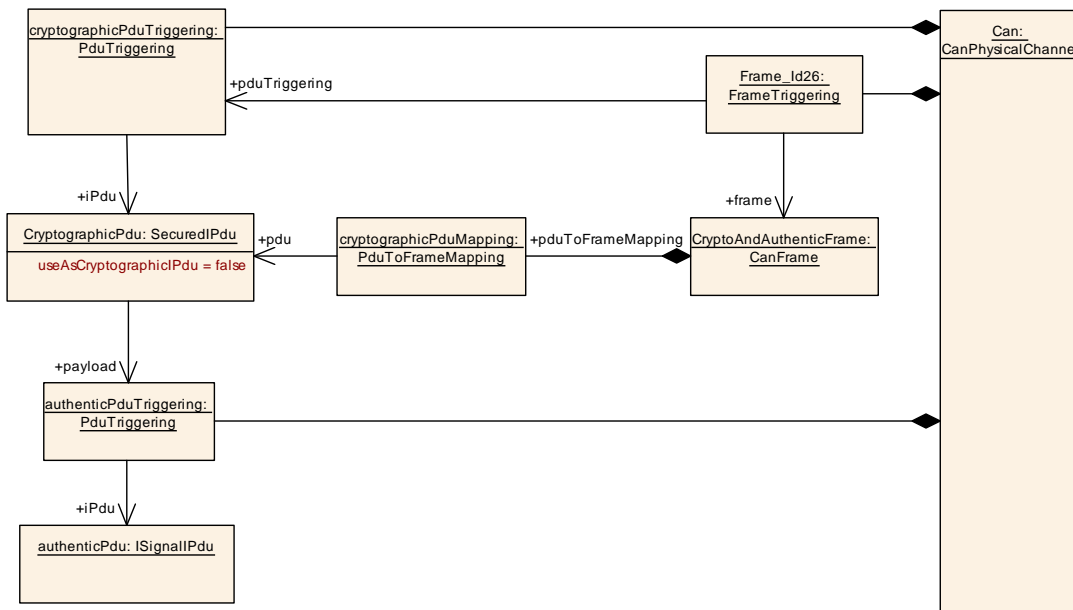 cryptographicPduTriggering:
PduTriggering
Can:
CanPhysicalChanne
+pduTriggering
Frame_Id26:
FrameTriggering
+iPdu
+frame
CryptographicPdu: SecuredIPdu
useAsCryptographicIPdu = false
+pdu
cryptographicPduMapping:
PduToFrameMapping
+pduToFrameMapping
CryptoAndAuthenticFrame:
CanFrame
+payload
authenticPduTriggering:
PduTriggering
+iPdu
authenticPdu: ISignalIPdu